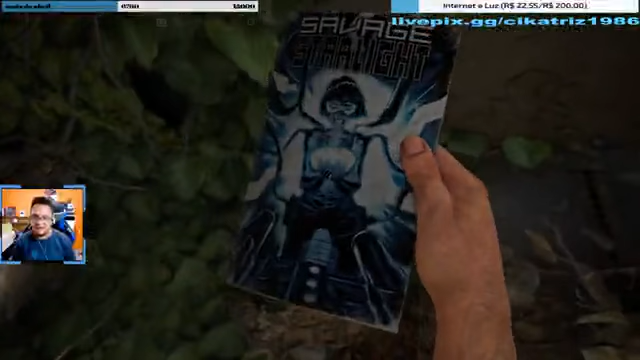 Internet e Luz (R$ 22.55/R$ 200.00)
livepix.gg/cikatriz1986
SAVAGE
STARLIGHT